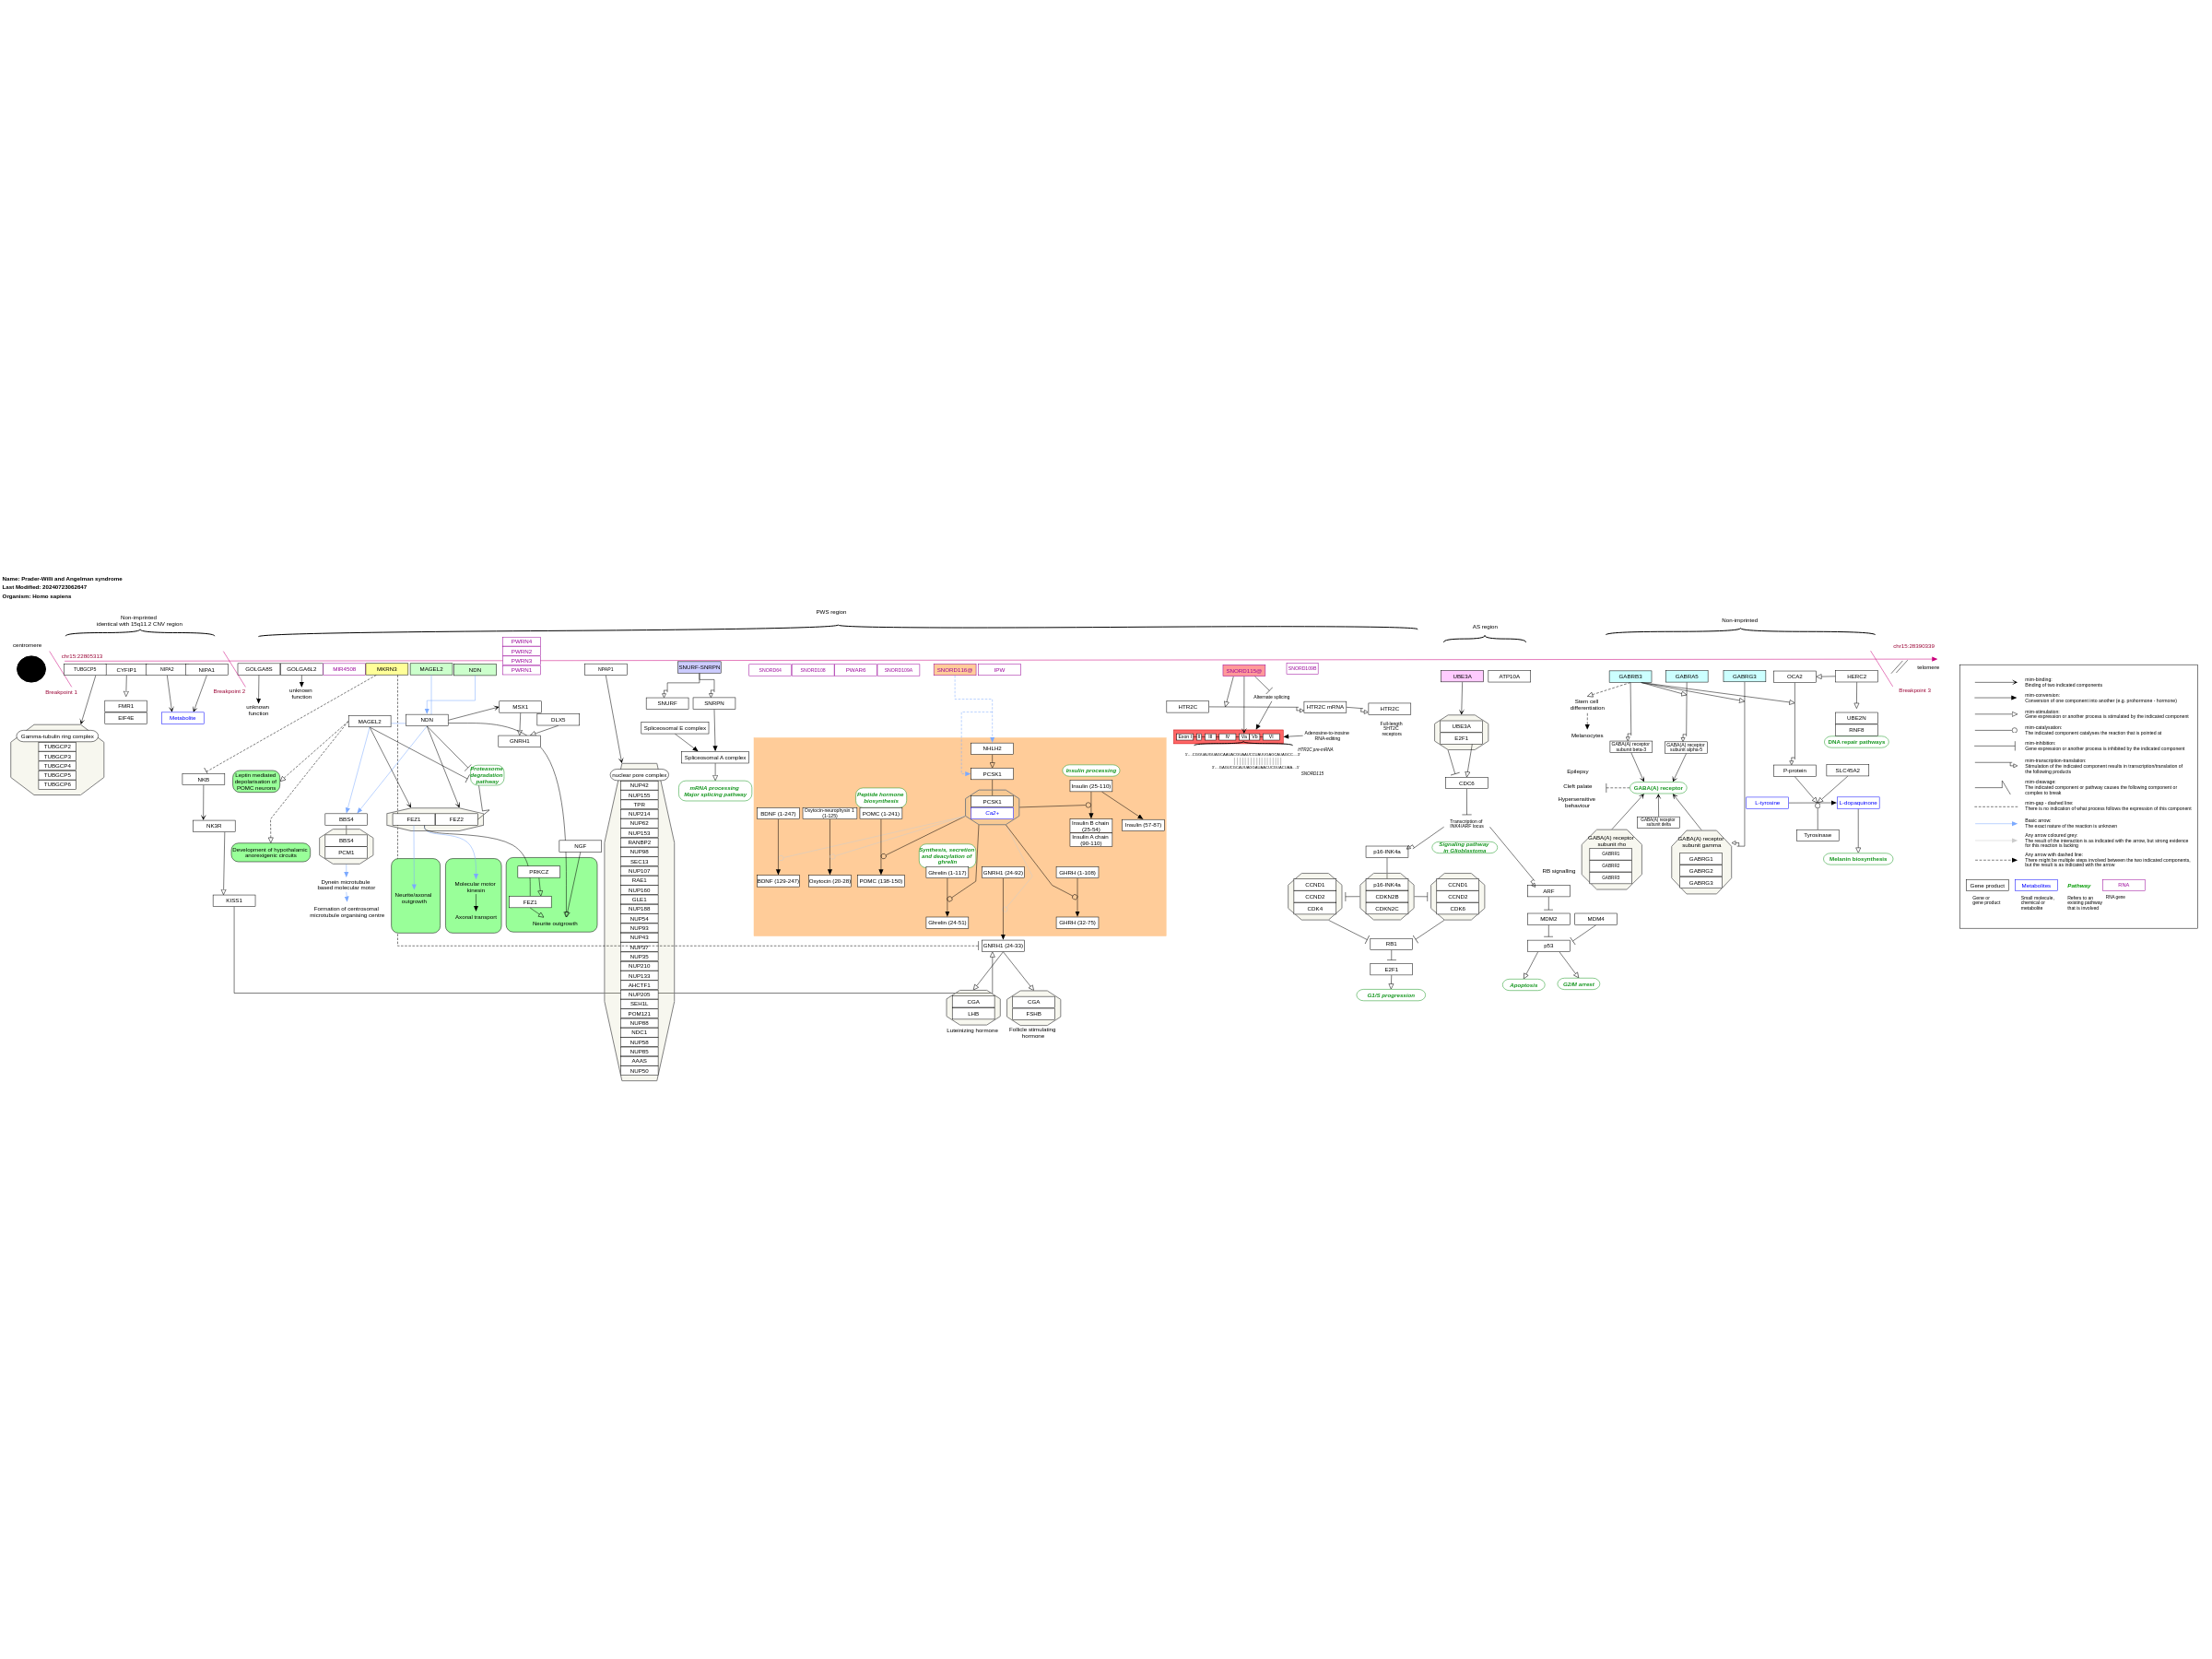 Name: Prader-Willi and Angelman syndrome
Last Modified: 20240723062647
Organism: Homo sapiens
PWS region
Non-imprinted
identical with 15q11.2 CNV region
AS region
Non-imprinted
centromere
chr15:22805313
chr15:28390339
telomere
Breakpoint 1
Breakpoint 2
Breakpoint 3
TUBGCP5
CYFIP1
NIPA2
NIPA1
GOLGA8S
GOLGA6L2
MIR4508
MKRN3
MAGEL2
NDN
PWRN4
PWRN2
PWRN3
PWRN1
NPAP1
SNURF-SNRPN
SNORD64
SNORD108
PWAR6
SNORD109A
SNORD116@
IPW
SNORD115@
SNORD109B
UBE3A
ATP10A
GABRB3
GABRA5
GABRG3
OCA2
HERC2
FMR1
EIF4E
Metabolite
unknown
function
unknown
function
Gamma-tubulin ring complex
TUBGCP2
TUBGCP3
TUBGCP4
TUBGCP5
TUBGCP6
NKB
NK3R
KISS1
Leptin mediated
depolarisation of
POMC neurons
Development of hypothalamic
anorexigenic circuits
MAGEL2
NDN
MSX1
DLX5
GNRH1
Proteasome
degradation
pathway
BBS4
BBS4
PCM1
Dynein microtubule
based molecular motor
Formation of centrosomal
microtubule organising centre
FEZ1
FEZ2
Neurite/axonal
outgrowth
Molecular motor
kinesin
Axonal transport
NGF
PRKCZ
FEZ1
Neurite outgrowth
nuclear pore complex
NUP42
NUP155
TPR
NUP214
NUP62
NUP153
RANBP2
NUP98
SEC13
NUP107
RAE1
NUP160
GLE1
NUP188
NUP54
NUP93
NUP43
NUP37
NUP35
NUP210
NUP133
AHCTF1
NUP205
SEH1L
POM121
NUP88
NDC1
NUP58
NUP85
AAAS
NUP50
SNURF
SNRPN
Spliceosomal E complex
Spliceosomal A complex
mRNA processing
Major splicing pathway
NHLH2
PCSK1
PCSK1
Ca2+
Insulin processing
Insulin (25-110)
Insulin B chain
(25-54)
Insulin A chain
(90-110)
Insulin (57-87)
Peptide hormone
biosynthesis
BDNF (1-247)
Oxytocin-neurophysin 1
(1-125)
POMC (1-241)
BDNF (129-247)
Oxytocin (20-28)
POMC (138-150)
Synthesis, secretion
and deacylation of
ghrelin
Ghrelin (1-117)
Ghrelin (24-51)
GNRH1 (24-92)
GNRH1 (24-33)
GHRH (1-108)
GHRH (32-75)
CGA
LHB
Luteinizing hormone
CGA
FSHB
Follicle stimulating
hormone
HTR2C
Alternate splicing
HTR2C mRNA
HTR2C
Full-length
5HT2C
receptors
Exon
II
III
IV
Va
Vb
VI
Adenosine-to-inosine
RNA-editing
HTR2C pre-mRNA
SNORD115
UBE3A
E2F1
CDC6
Transcription of
INK4/ARF locus
Signaling pathway
in Glioblastoma
p16-INK4a
CCND1
CCND2
CDK4
p16-INK4a
CDKN2B
CDKN2C
CCND1
CCND2
CDK6
RB1
E2F1
G1/S progression
RB signalling
ARF
MDM2
MDM4
p53
Apoptosis
G2/M arrest
Stem cell
differentiation
Melanocytes
GABA(A) receptor
subunit beta-3
GABA(A) receptor
subunit alpha-5
Epilepsy
Cleft palate
Hypersensitive
behaviour
GABA(A) receptor
GABA(A) receptor
subunit delta
GABA(A) receptor
subunit rho
GABRR1
GABRR2
GABRR3
GABA(A) receptor
subunit gamma
GABRG1
GABRG2
GABRG3
UBE2N
RNF8
DNA repair pathways
P-protein
SLC45A2
L-tyrosine
L-dopaquinone
Tyrosinase
Melanin biosynthesis
mim-binding:
Binding of two indicated components
mim-conversion:
Conversion of one component into another (e.g. prohormone - hormone)
mim-stimulation
Gene expression or another process is stimulated by the indicated component
mim-catalysation:
The indicated component catalyses the reaction that is pointed at
mim-inhibition:
Gene expression or another process is inhibited by the indicated component
mim-transcription-translation:
Stimulation of the indicated component results in transcription/translation of
the following products
mim-cleavage:
The indicated component or pathway causes the following component or
complex to break
mim-gap - dashed line:
There is no indication of what process follows the expression of this component
Basic arrow:
The exact nature of the reaction is unknown
Any arrow coloured grey:
The result of the interaction is as indicated with the arrow, but strong evidence
for this reaction is lacking
Any arrow with dashed line:
There might be multiple steps involved between the two indicated components,
but the result is as indicated with the arrow.
Gene product
Metabolites
Pathway
RNA
Gene or
gene product
Small molecule,
chemical or
metabolite
Refers to an
existing pathway
that is involved
RNA gene